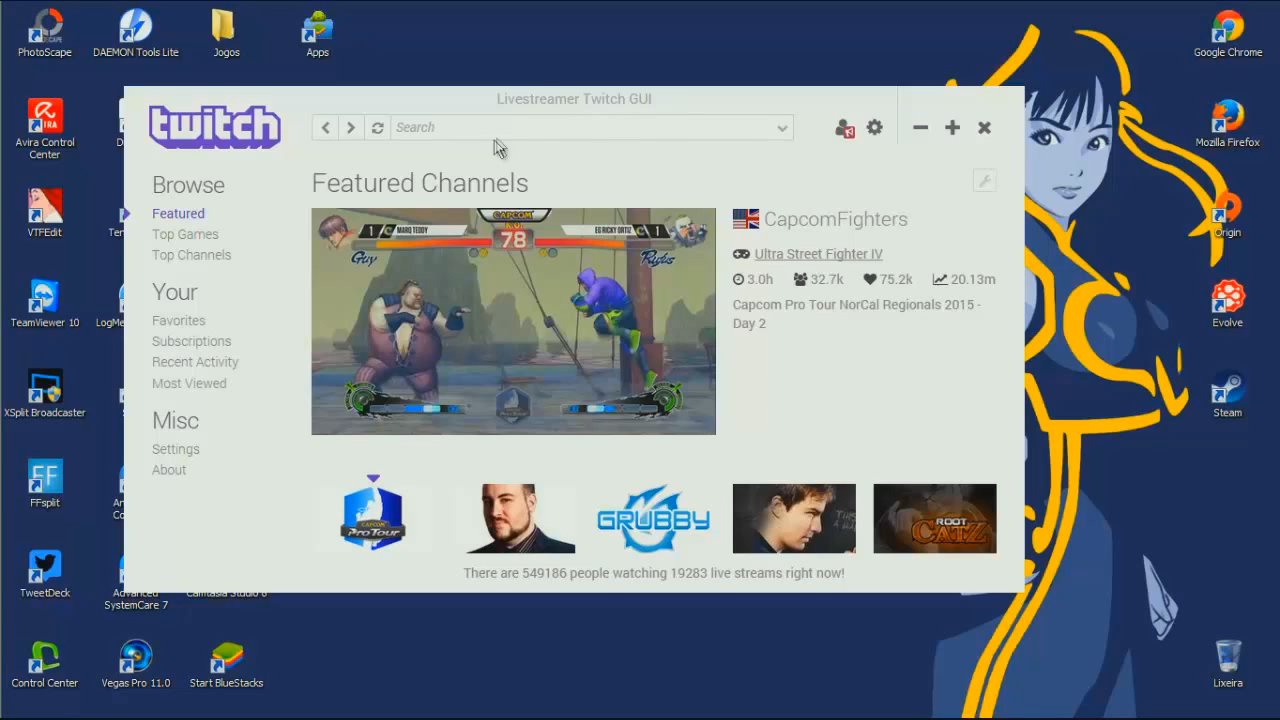 PhotoScape
DAEMON Tools Lite
Jogos
Apps
Google Chrome
Livestreamer Twitch GUI
twitch
Search
Avira Control
Center
Mozilla Firefox
Browse
Featured
Top Games
Top Channels
Your
Favorites
Subscriptions
Recent Activity
Most Viewed
Misc
Settings
About
Featured Channels
CAPCOM
1 MARQ TEDDY
78
EG RICKY ORTIZ 1
Guy
Rufus
CapcomFighters
Ultra Street Fighter IV
3.0h 32.7k 75.2k 20.13m
Capcom Pro Tour NorCal Regionals 2015 -
Day 2
CAPCOM
Pro Tour
GRUBBY
ROOT
CATZ
There are 549186 people watching 19283 live streams right now!
VTFEdit
Origin
TeamViewer 10
LogMe
Evolve
XSplit Broadcaster
Steam
FF
FFsplit
TweetDeck
Advanced
SystemCare 7
Camtasia Studio 8
Control Center
Vegas Pro 11.0
Start BlueStacks
Lixeira